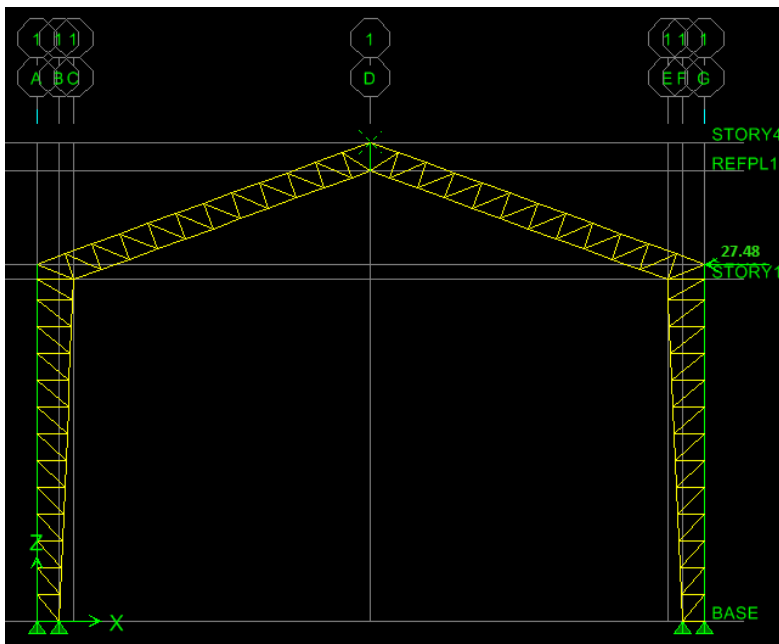 1 1 1 1 1 1 1
A B C D E F G
STORY4
REFPL1
27.48
STORY1
Z
X
BASE